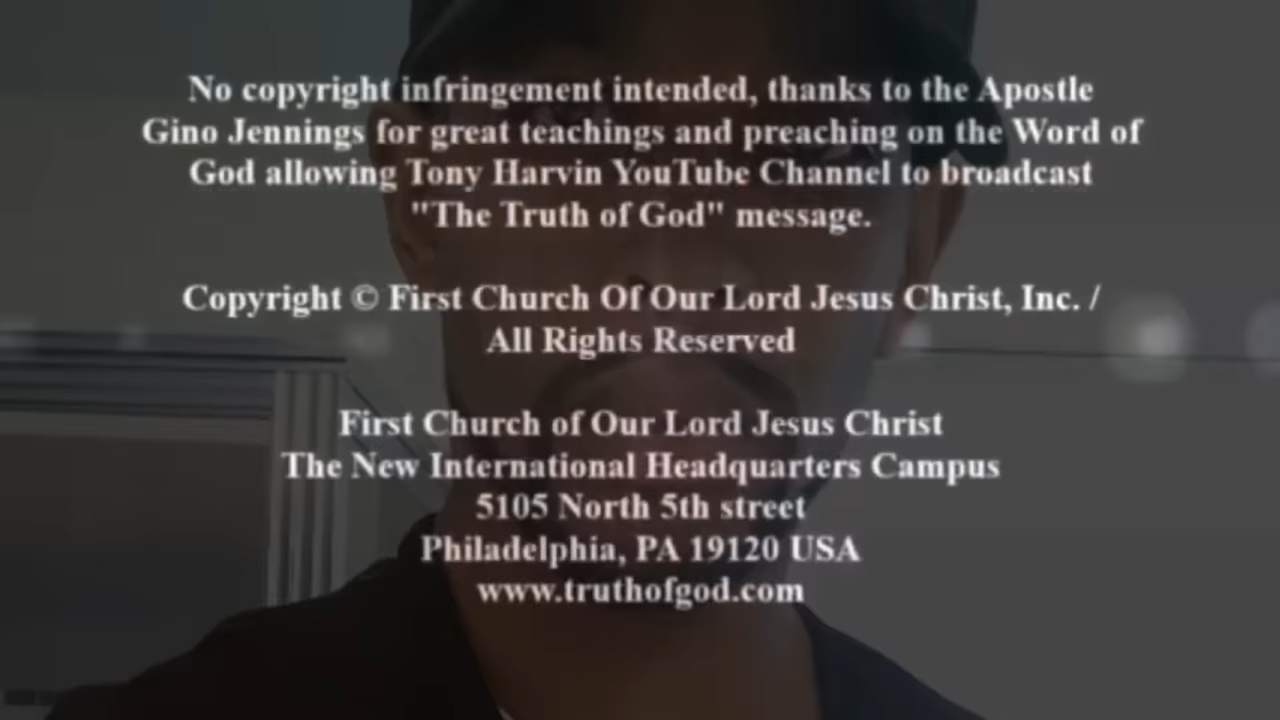 No copyright infringement intended, thanks to the Apostle
Gino Jennings for great teachings and preaching on the Word of
God allowing Tony Harvin YouTube Channel to broadcast
"The Truth of God" message.
Copyright © First Church Of Our Lord Jesus Christ, Inc. /
All Rights Reserved
First Church of Our Lord Jesus Christ
The New International Headquarters Campus
5105 North 5th street
Philadelphia, PA 19120 USA
www.truthofgod.com